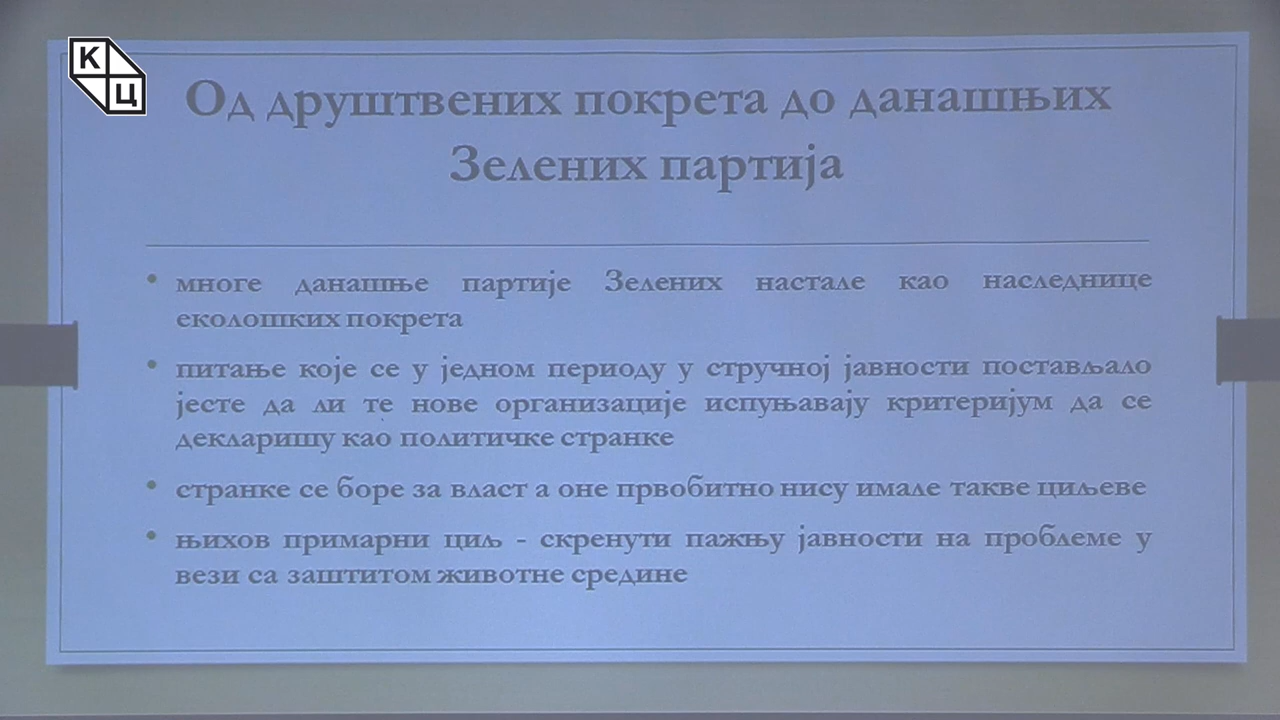 К
Ц
Од друштвених покрета до данашњих
Зелених партија
• многе данашње партије Зелених настале као наследнице
еколошких покрета
• питање које се у једном периоду у стручној јавности постављало
јесте да ли те нове организације испуњавају критеријум да се
декларишу као политичке странке
• странке се боре за власт а оне првобитно нису имале такве циљеве
• њихов примарни циљ - скренути пажњу јавности на проблеме у
вези са заштитом животне средине